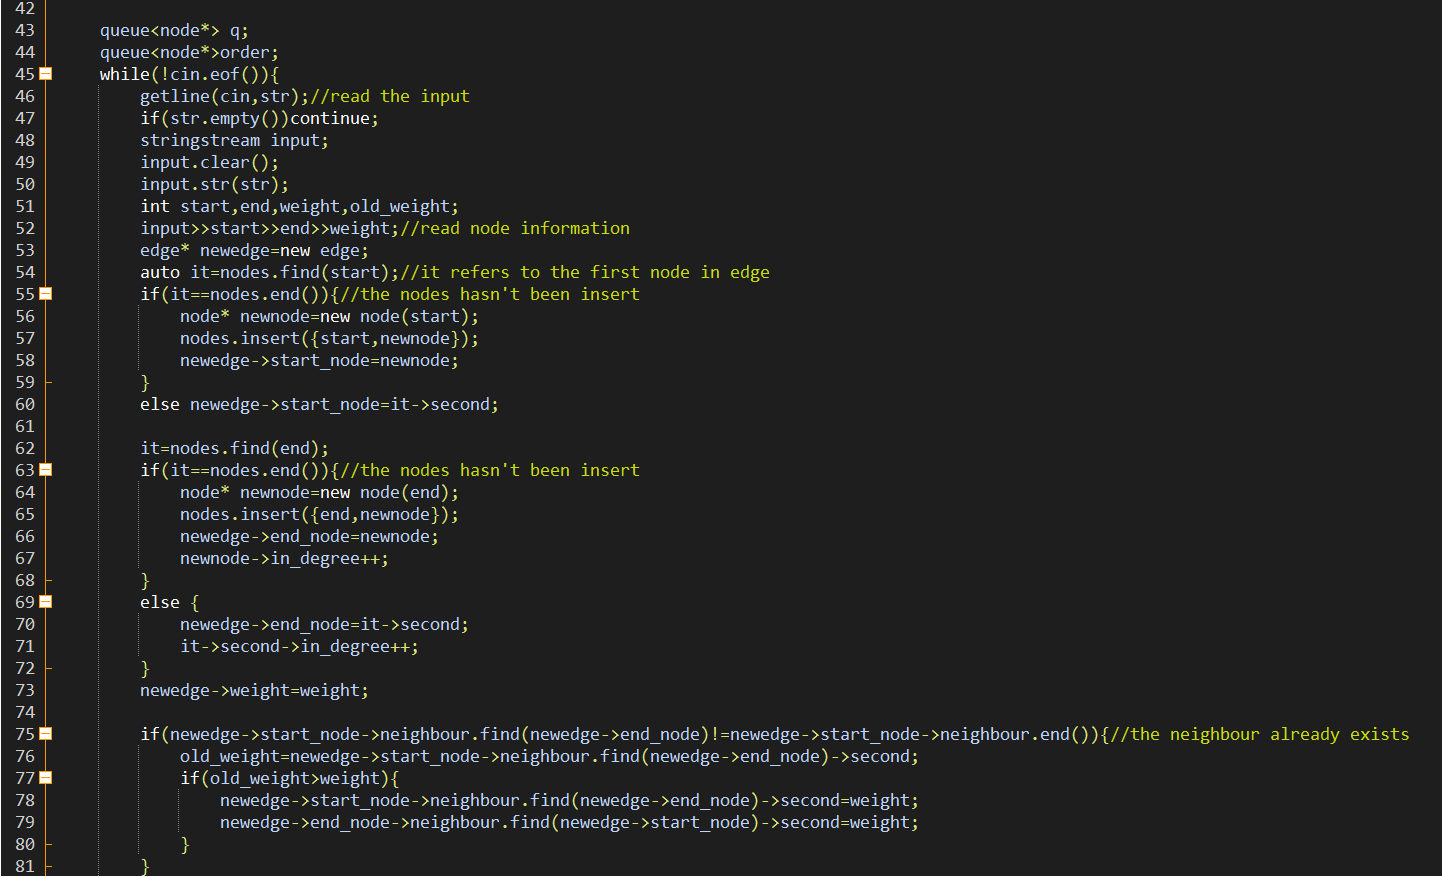 42
43 queue<node*> q;
44 queue<node*>order;
45 while(!cin.eof()){
46 getline(cin,str);//read the input
47 if(str.empty())continue;
48 stringstream input;
49 input.clear();
50 input.str(str);
51 int start,end,weight,old_weight;
52 input>>start>>end>>weight;//read node information
53 edge* newedge=new edge;
54 auto it=nodes.find(start);//it refers to the first node in edge
55 if(it==nodes.end()){//the nodes hasn't been insert
56 node* newnode=new node(start);
57 nodes.insert({start,newnode});
58 newedge->start_node=newnode;
59 }
60 else newedge->start_node=it->second;
61
62 it=nodes.find(end);
63 if(it==nodes.end()){//the nodes hasn't been insert
64 node* newnode=new node(end);
65 nodes.insert({end,newnode});
66 newedge->end_node=newnode;
67 newnode->in_degree++;
68 }
69 else {
70 newedge->end_node=it->second;
71 it->second->in_degree++;
72 }
73 newedge->weight=weight;
74
75 if(newedge->start_node->neighbour.find(newedge->end_node)!=newedge->start_node->neighbour.end()){//the neighbour already exists
76 old_weight=newedge->start_node->neighbour.find(newedge->end_node)->second;
77 if(old_weight>weight){
78 newedge->start_node->neighbour.find(newedge->end_node)->second=weight;
79 newedge->end_node->neighbour.find(newedge->start_node)->second=weight;
80 }
81 }